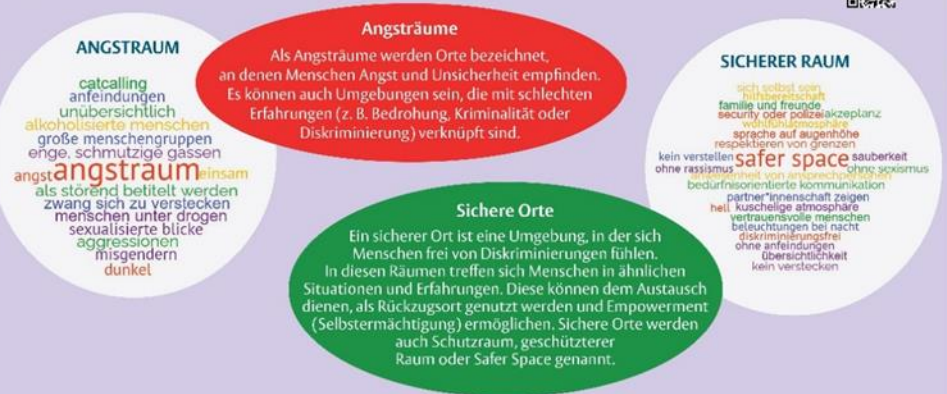 ANGSTRAUM
catcalling
anfeindungen
unübersichtlich
alkoholisierte menschen
große menschengruppen
enge, schmutzige gassen
angst angstraum einsam
als störend betitelt werden
zwang sich zu verstecken
menschen unter drogen
sexualisierte blicke
aggressionen
misgendern
dunkel
Angsträume
Als Angsträume werden Orte bezeichnet,
an denen Menschen Angst und Unsicherheit empfinden.
Es können auch Umgebungen sein, die mit schlechten
Erfahrungen (z. B. Bedrohung, Kriminalität oder
Diskriminierung) verknüpft sind.
Sichere Orte
Ein sicherer Ort ist eine Umgebung, in der sich
Menschen frei von Diskriminierungen fühlen.
In diesen Räumen treffen sich Menschen in ähnlichen
Situationen und Erfahrungen. Diese können dem Austausch
dienen, als Rückzugsort genutzt werden und Empowerment
(Selbstermächtigung) ermöglichen. Sichere Orte werden
auch Schutzraum, geschützterer
Raum oder Safer Space genannt.
SICHERER RAUM
sich selbst sein
hilfsbereitschaft
familie und freunde
security oder polizei akzeptanz
wohlfühlatmosphäre
sprache auf augenhöhe
respektieren von grenzen
kein verstellen safer space sauberkeit
ohne rassismus ohne sexismus
anwesenheit von ansprechpersonen
bedürfnisorientierte kommunikation
partner*innenschaft zeigen
hell kuschelige atmosphäre
vertrauensvolle menschen
beleuchtungen bei nacht
diskriminierungsfrei
ohne anfeindungen
übersichtlichkeit
kein verstecken